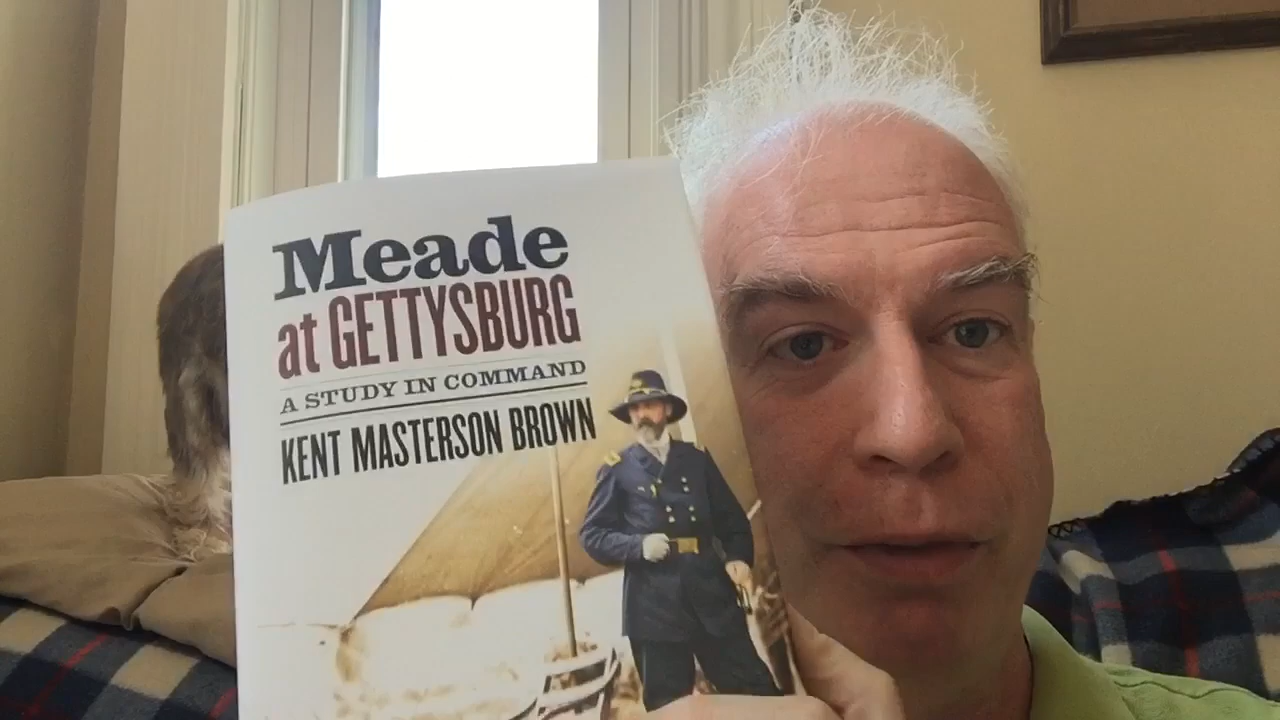 Meade
at GETTYSBURG
A STUDY IN COMMAND
KENT MASTERSON BROWN